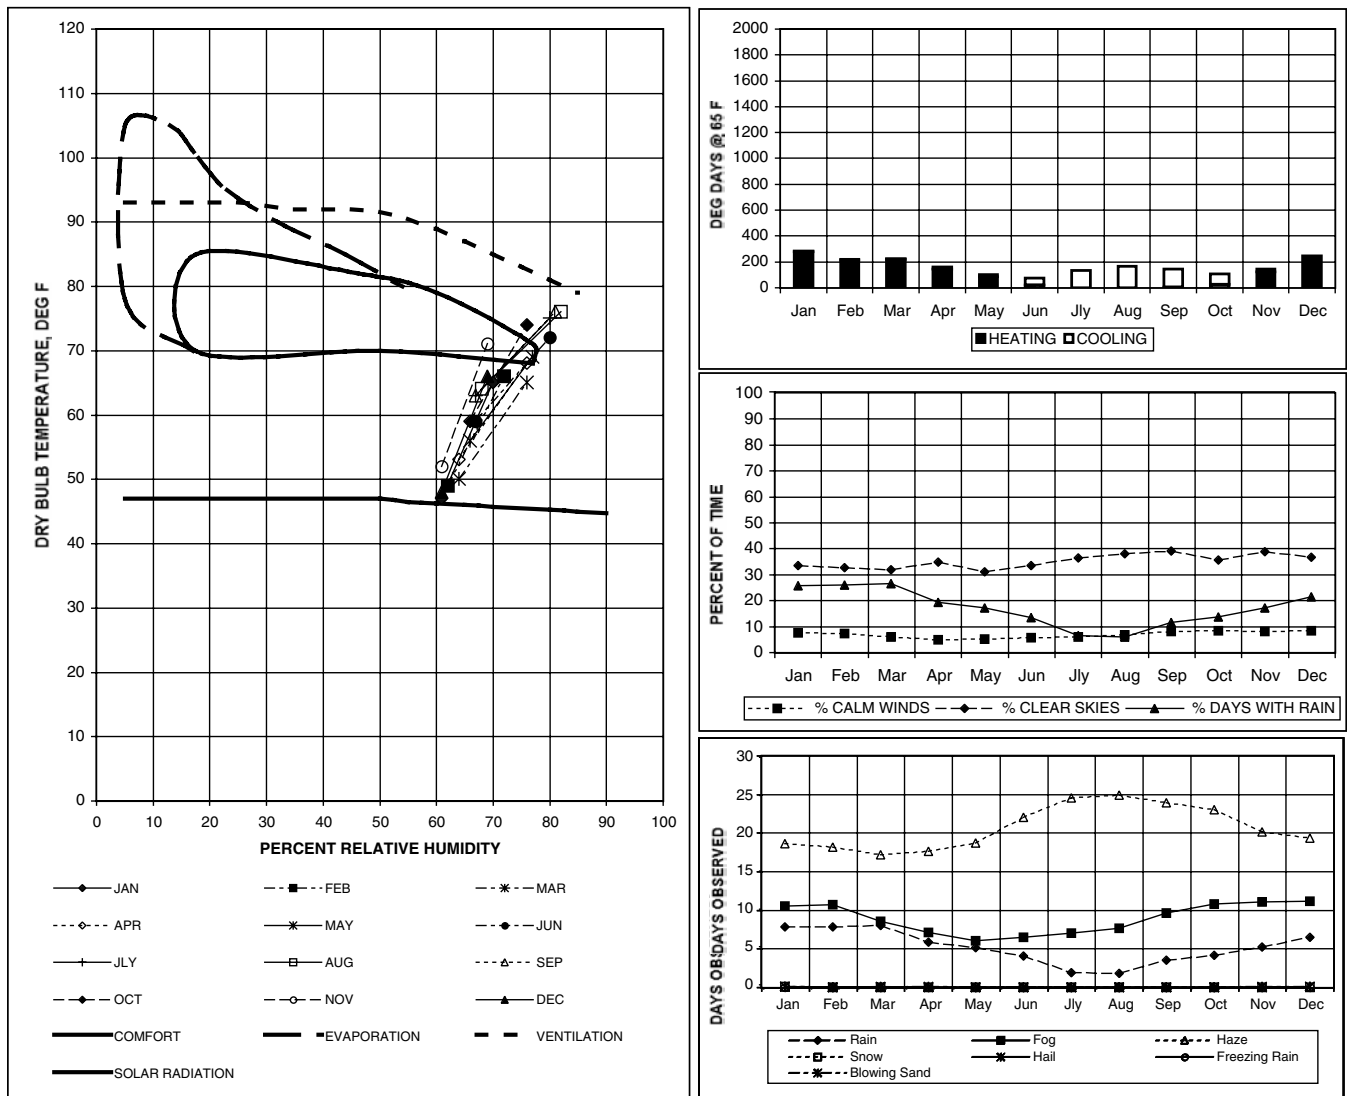 DRY BULB TEMPERATURE, DEG F
120
110
100
90
80
70
60
50
40
30
20
10
0
0 10 20 30 40 50 60 70 80 90 100
PERCENT RELATIVE HUMIDITY
JAN FEB MAR
APR MAY JUN
JLY AUG SEP
OCT NOV DEC
COMFORT EVAPORATION VENTILATION
SOLAR RADIATION
DEG DAYS @ 65 F
2000
1800
1600
1400
1200
1000
800
600
400
200
0
Jan Feb Mar Apr May Jun Jly Aug Sep Oct Nov Dec
HEATING COOLING
PERCENT OF TIME
100
90
80
70
60
50
40
30
20
10
0
Jan Feb Mar Apr May Jun Jly Aug Sep Oct Nov Dec
% CALM WINDS % CLEAR SKIES % DAYS WITH RAIN
DAYS OB DAYS OBSERVED
30
25
20
15
10
5
0
Jan Feb Mar Apr May Jun Jly Aug Sep Oct Nov Dec
Rain Fog Haze
Snow Hail Freezing Rain
Blowing Sand